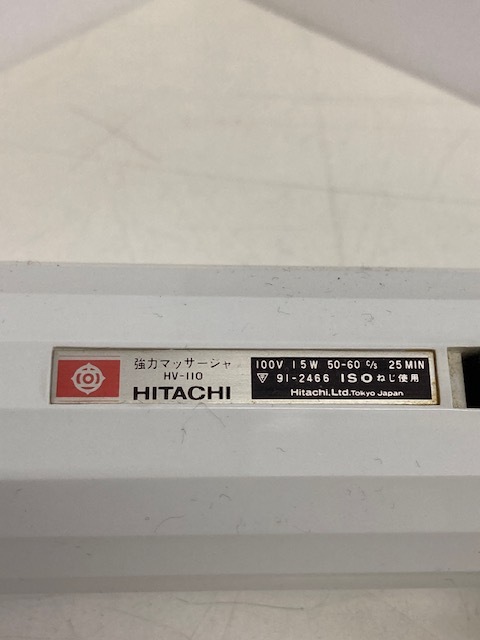 強力マッサーシャ
HV-110
HITACHI
100V 15W 50-60 c/s 25MIN
91-2466 ISOねじ使用
Hitachi.Ltd.Tokyo Japan